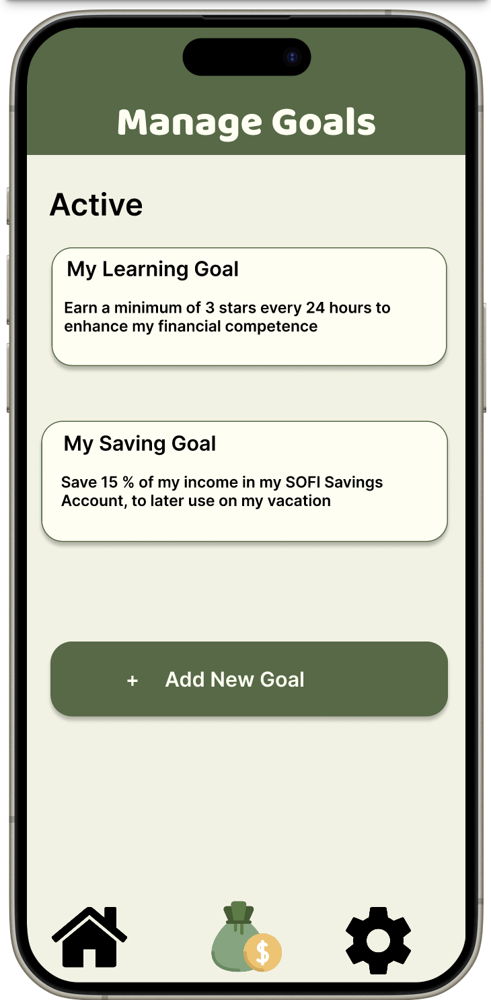 Manage Goals
Active
My Learning Goal
Earn a minimum of 3 stars every 24 hours to
enhance my financial competence
My Saving Goal
Save 15 % of my income in my SOFI Savings
Account, to later use on my vacation
+ Add New Goal
$